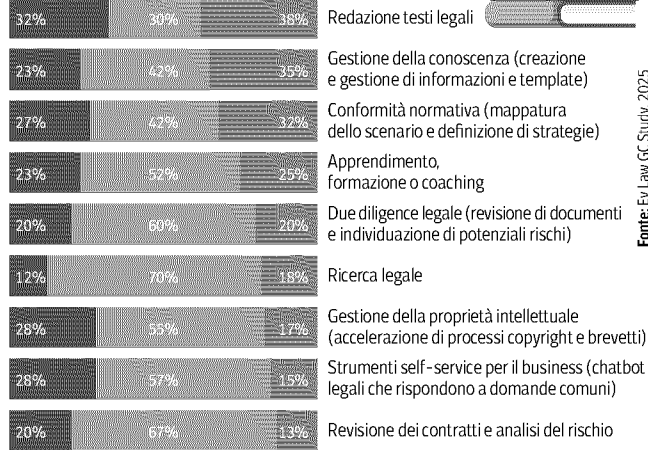 32% 30% 38% Redazione testi legali
23% 42% 35% Gestione della conoscenza (creazione
e gestione di informazioni e template)
27% 42% 32% Conformità normativa (mappatura
dello scenario e definizione di strategie)
23% 52% 25% Apprendimento,
formazione o coaching
20% 60% 20% Due diligence legale (revisione di documenti
e individuazione di potenziali rischi)
12% 70% 18% Ricerca legale
28% 55% 17% Gestione della proprietà intellettuale
(accelerazione di processi copyright e brevetti)
28% 57% 15% Strumenti self-service per il business (chatbot
legali che rispondono a domande comuni)
20% 67% 13% Revisione dei contratti e analisi del rischio
Fonte: Ey Law GC Study, 2025